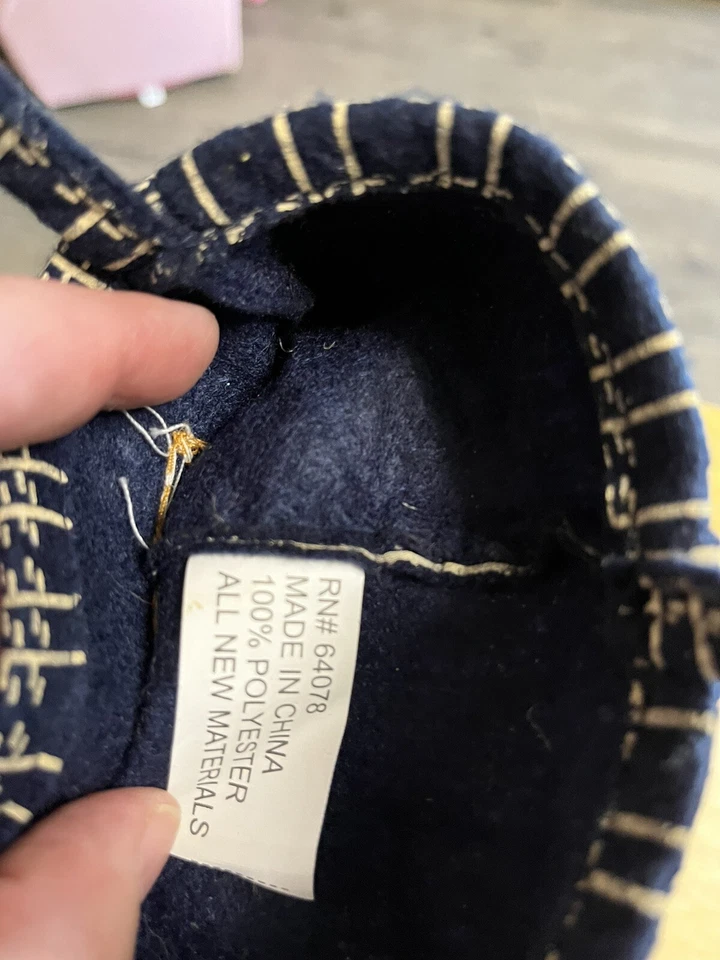 RN# 64078
MADE IN CHINA
100% POLYESTER
ALL NEW MATERIALS